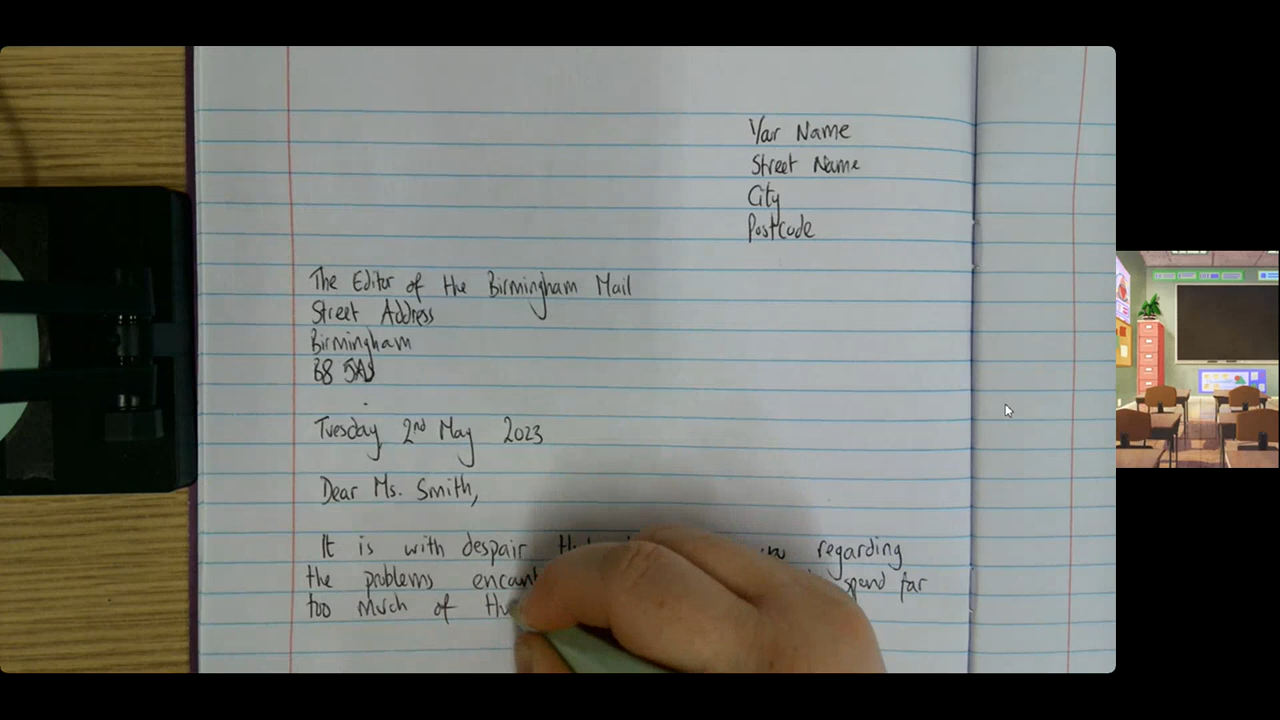 Your Name
Street Name
City
Postcode
The Editor of the Birmingham Mail
Street Address
Birmingham
B8 5AS
Tuesday 2nd May 2023
Dear Ms. Smith,
It is with despair regarding
the problems spend far
too much of